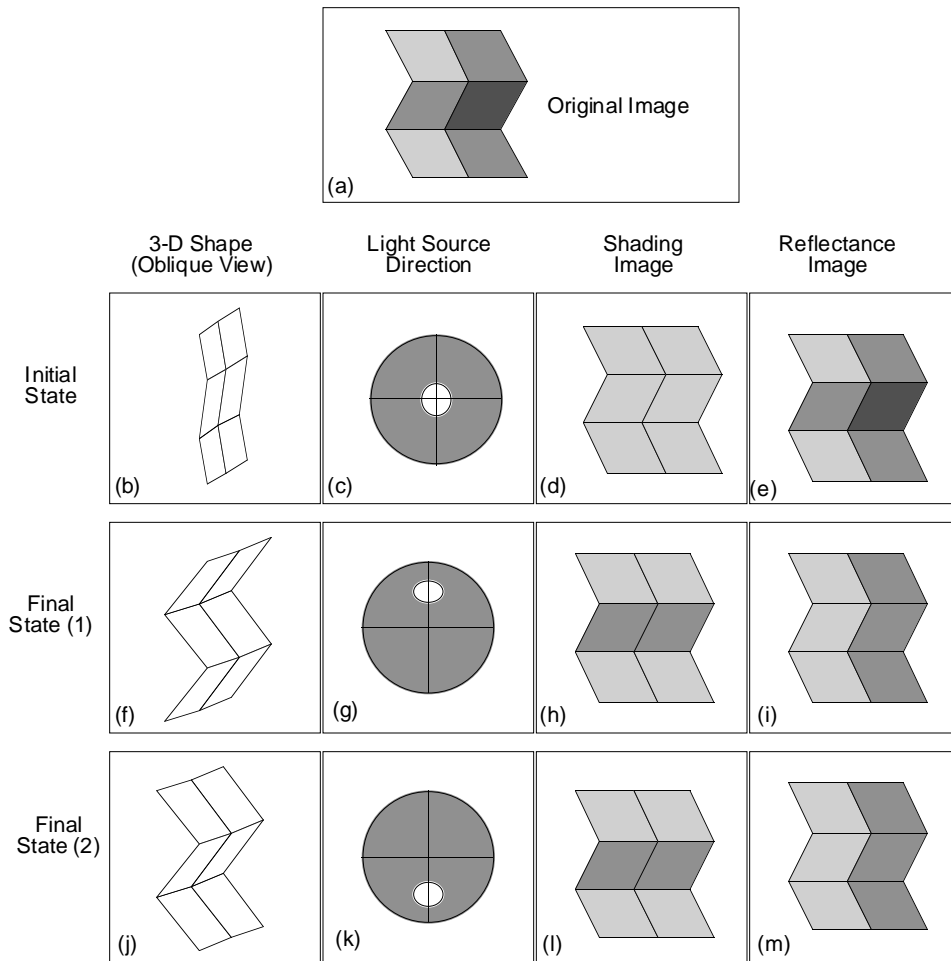 Original Image
(a)
3-D Shape
(Oblique View)
Light Source
Direction
Shading
Image
Reflectance
Image
Initial
State
(b)
(c)
(d)
(e)
Final
State (1)
(f)
(g)
(h)
(i)
Final
State (2)
(j)
(k)
(l)
(m)